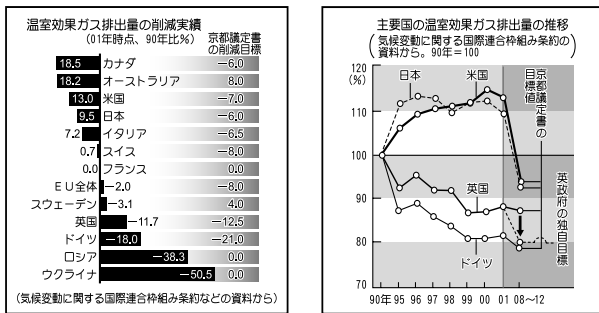 温室効果ガス排出量の削減実績
(01年時点、90年比%)
京都議定書
の削減目標
18.5 カナダ −6.0
18.2 オーストラリア 8.0
13.0 米国 −7.0
9.5 日本 −6.0
7.2 イタリア −6.5
0.7 スイス −8.0
0.0 フランス 0.0
EU全体 −2.0 −8.0
スウェーデン −3.1 4.0
英国 −11.7 −12.5
ドイツ −18.0 −21.0
ロシア −38.3 0.0
ウクライナ −50.5 0.0
(気候変動に関する国際連合枠組み条約などの資料から)
主要国の温室効果ガス排出量の推移
(気候変動に関する国際連合枠組み条約の
資料から。90年=100)
120
(%)
110
100
90
80
70
日本
米国
英国
ドイツ
京都議定書の
目標値
英政府の独自目標
90年 95 96 97 98 99 00 01 08〜12